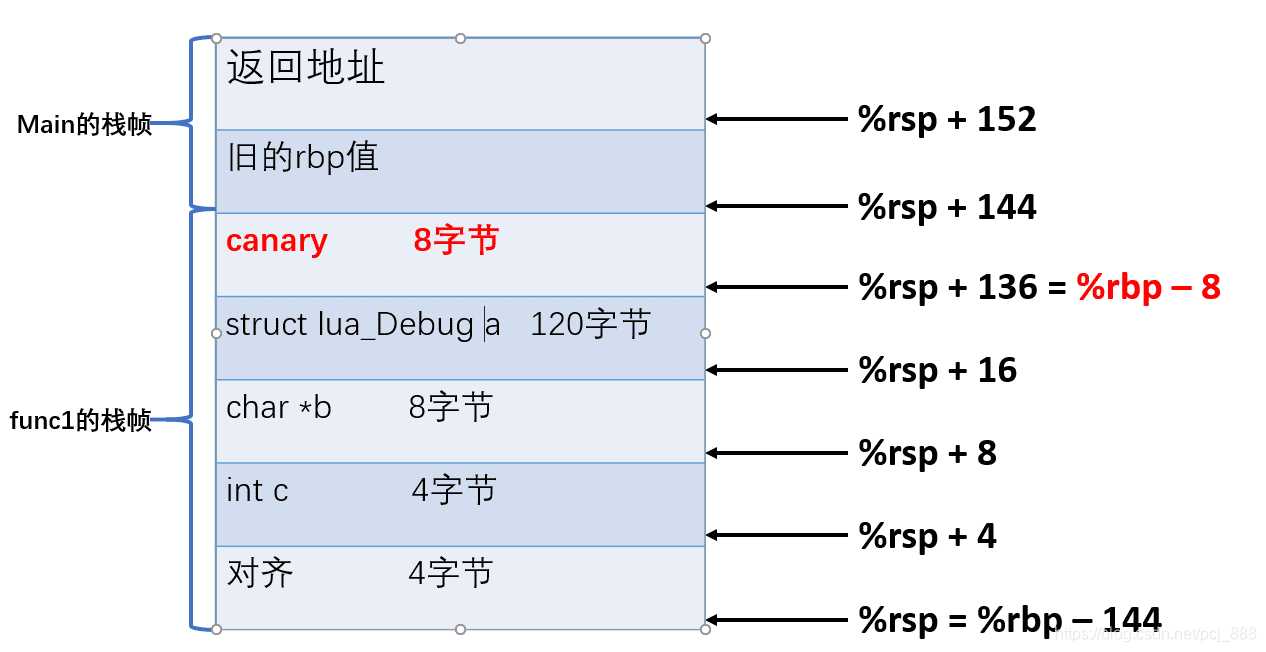 返回地址
%rsp + 152
Main的栈帧
旧的rbp值
%rsp + 144
canary 8字节
%rsp + 136 = %rbp – 8
struct lua_Debug a 120字节
%rsp + 16
char *b 8字节
func1的栈帧
%rsp + 8
int c 4字节
%rsp + 4
对齐 4字节
%rsp = %rbp – 144
https://blog.csdn.net/pcj_888